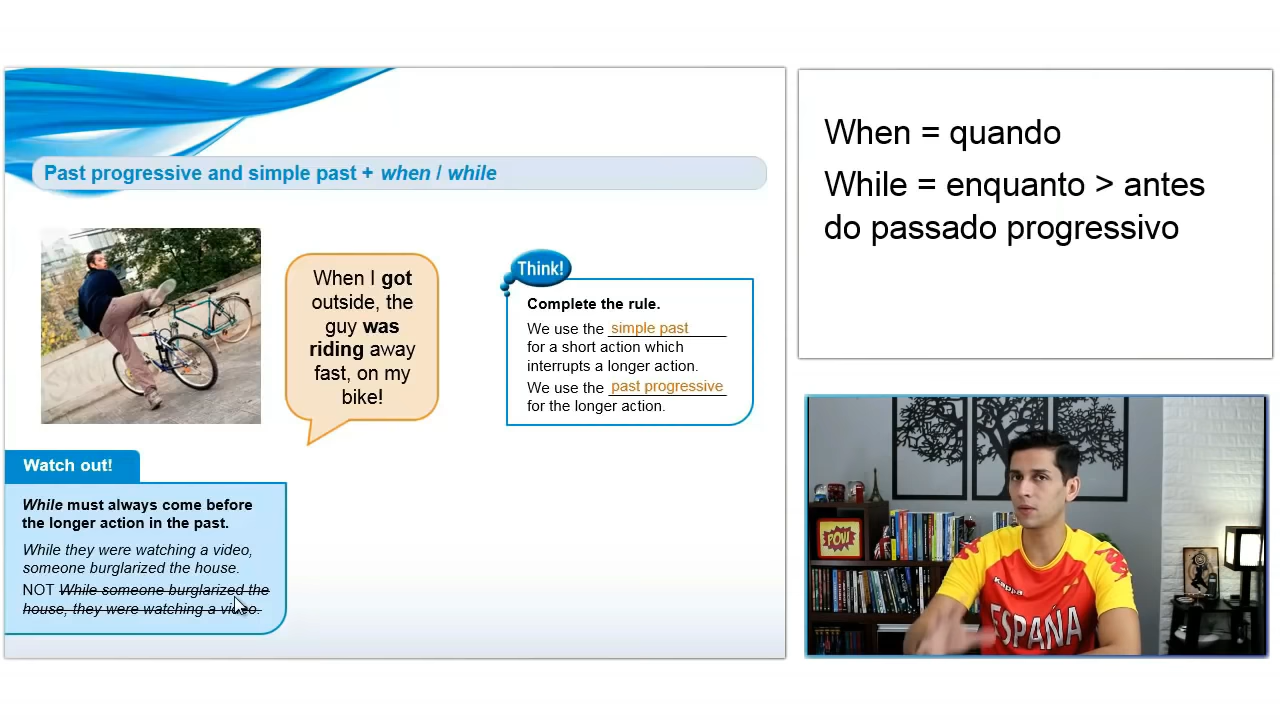 Past progressive and simple past + when / while
When I got
outside, the
guy was
riding away
fast, on my
bike!
Think!
Complete the rule.
We use the simple past
for a short action which
interrupts a longer action.
We use the past progressive
for the longer action.
Watch out!
While must always come before
the longer action in the past.
While they were watching a video,
someone burglarized the house.
NOT While someone burglarized the
house, they were watching a video.
When = quando
While = enquanto > antes
do passado progressivo
POW
Kappa
ESPAÑA